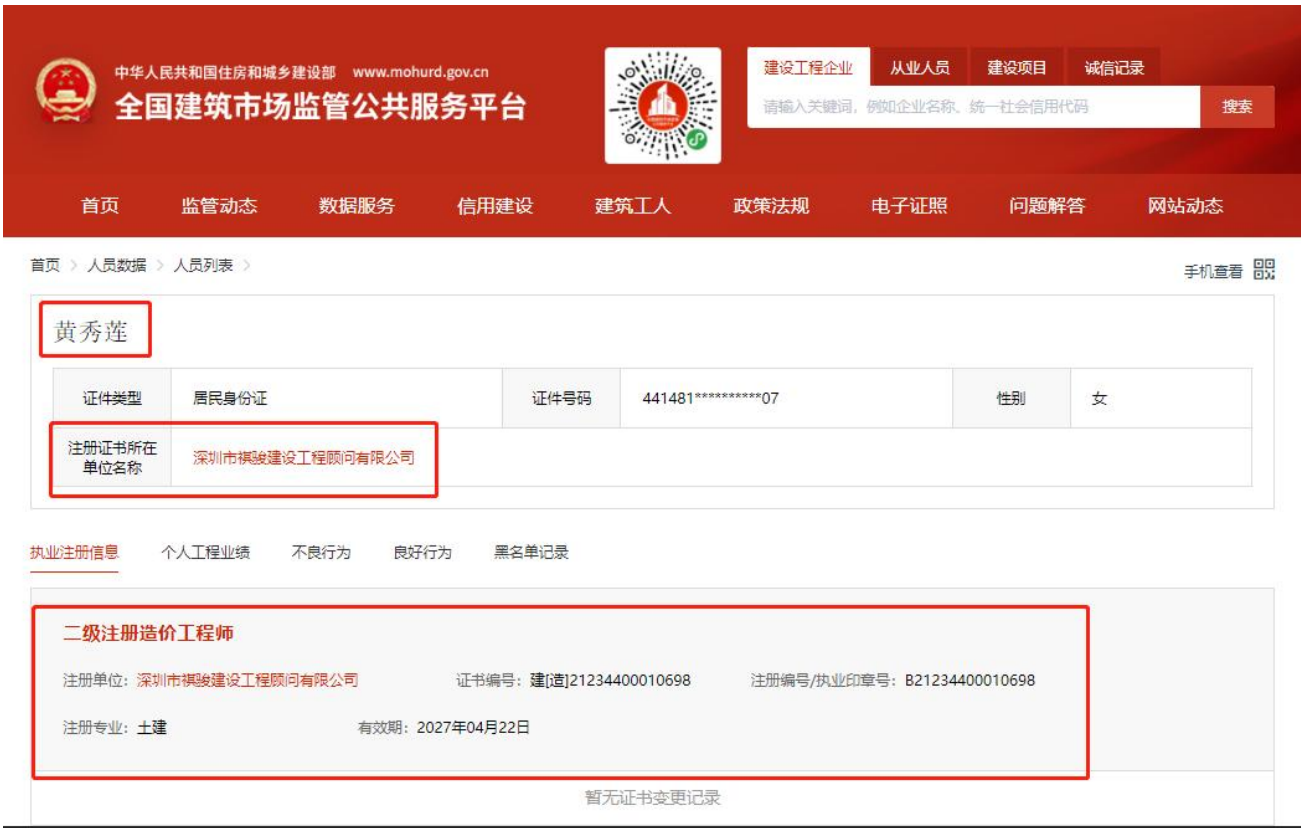 中华人民共和国住房和城乡建设部 www.mohurd.gov.cn
全国建筑市场监管公共服务平台
建设工程企业 从业人员 建设项目 诚信记录
请输入关键词，例如企业名称、统一社会信用代码 搜索
首页 监管动态 数据服务 信用建设 建筑工人 政策法规 电子证照 问题解答 网站动态
首页 > 人员数据 > 人员列表 >
手机查看
黄秀莲
证件类型 居民身份证 证件号码 441481**********07 性别 女
注册证书所在
单位名称
深圳市祺骏建设工程顾问有限公司
执业注册信息 个人工程业绩 不良行为 良好行为 黑名单记录
二级注册造价工程师
注册单位：深圳市祺骏建设工程顾问有限公司 证书编号：建[造]21234400010698 注册编号/执业印章号：B21234400010698
注册专业：土建 有效期：2027年04月22日
暂无证书变更记录